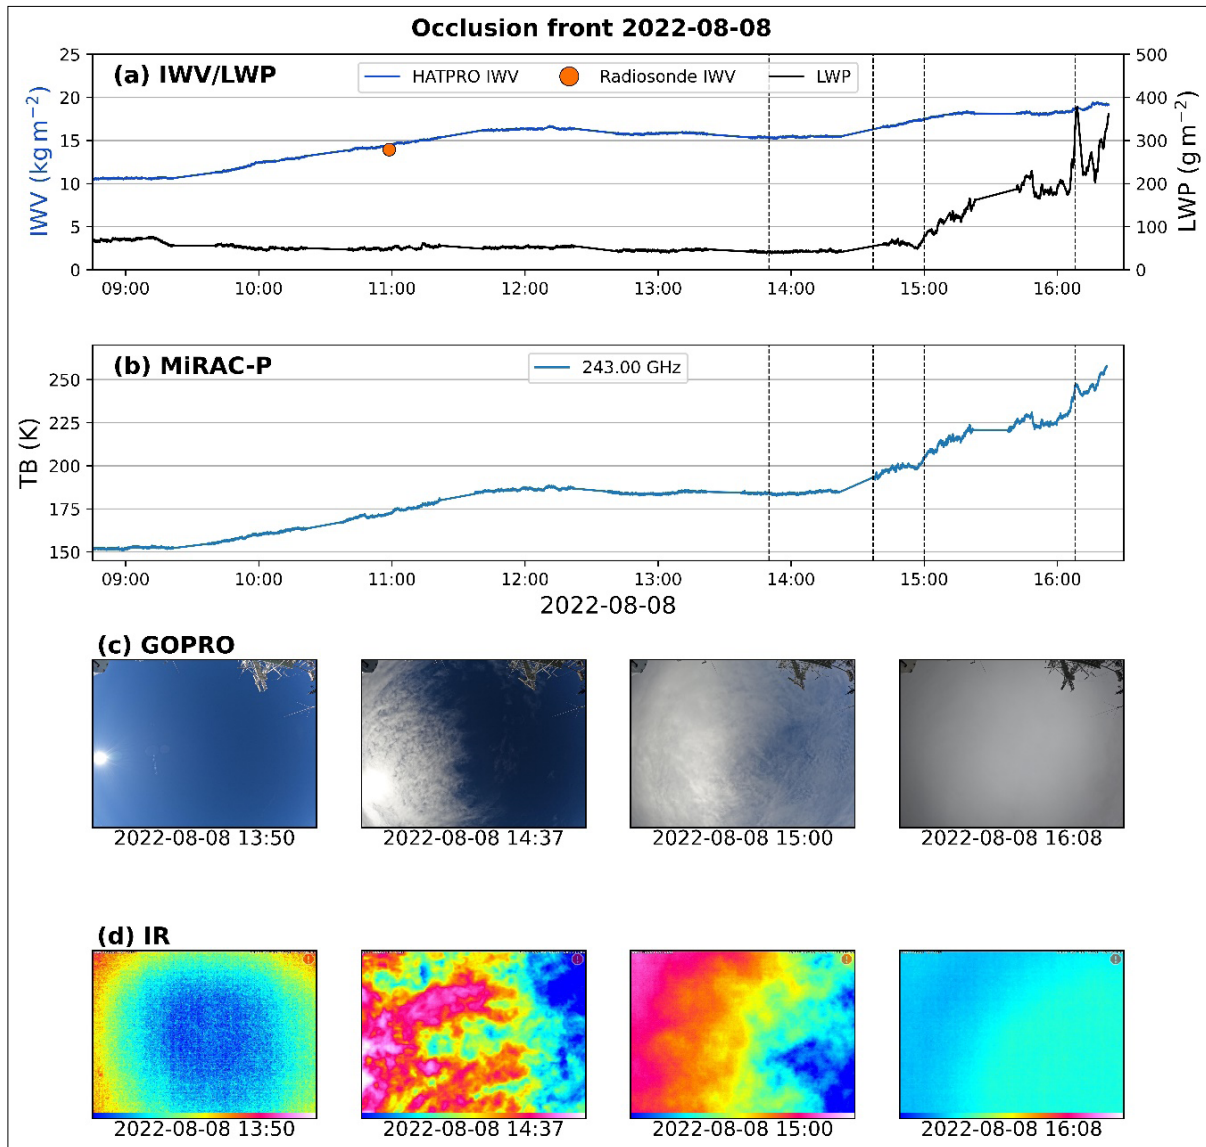 Occlusion front 2022-08-08
(a) IWV/LWP
HATPRO IWV
Radiosonde IWV
LWP
IWV (kg m⁻²)
25
20
15
10
5
0
500
400
300
200
100
0
LWP (g m⁻²)
09:00 10:00 11:00 12:00 13:00 14:00 15:00 16:00
(b) MiRAC-P
243.00 GHz
TB (K)
250
225
200
175
150
09:00 10:00 11:00 12:00 13:00 14:00 15:00 16:00
2022-08-08
(c) GOPRO
2022-08-08 13:50 2022-08-08 14:37 2022-08-08 15:00 2022-08-08 16:08
(d) IR
! ! ! !
2022-08-08 13:50 2022-08-08 14:37 2022-08-08 15:00 2022-08-08 16:08